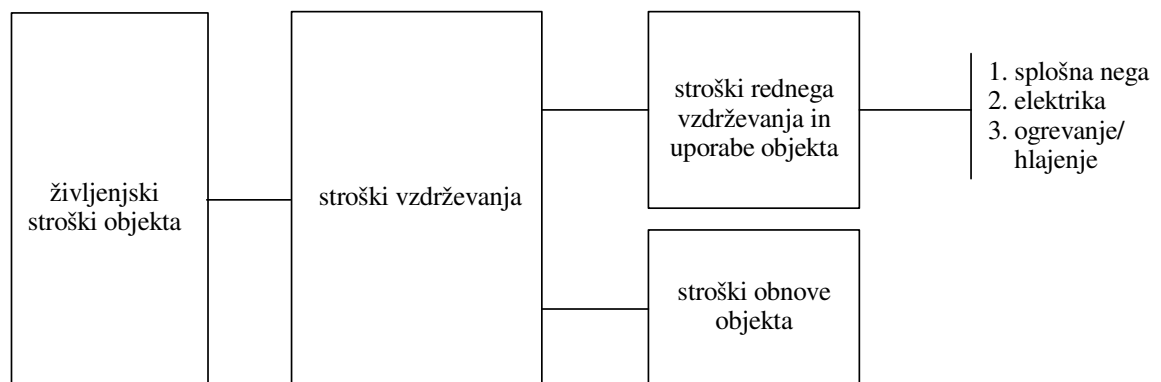 življenjski
stroški objekta
stroški vzdrževanja
stroški rednega
vzdrževanja in
uporabe objekta
1. splošna nega
2. elektrika
3. ogrevanje/
hlajenje
stroški obnove
objekta